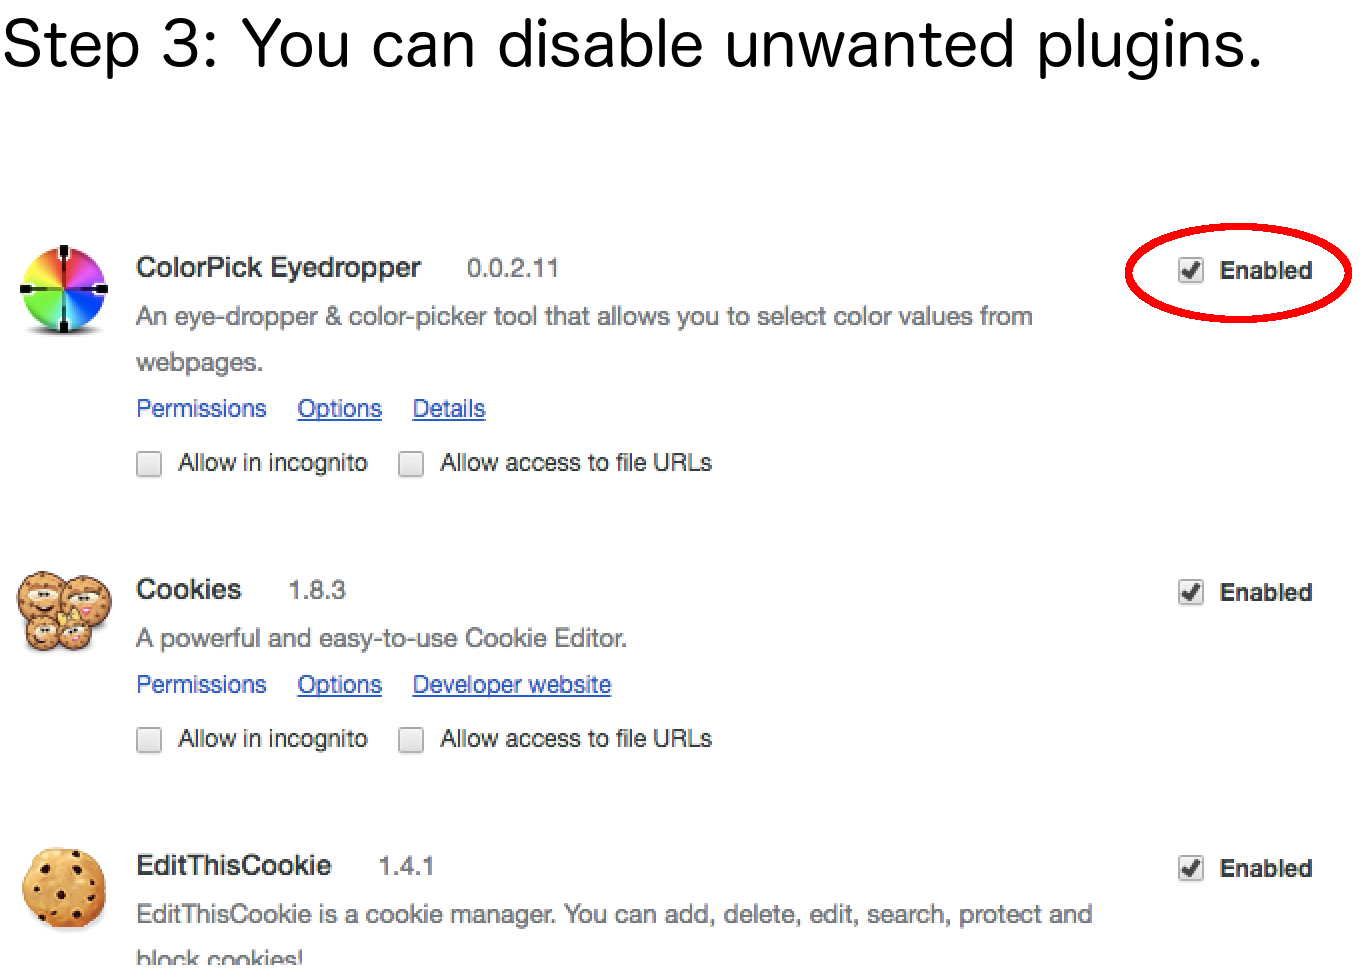 Step 3: You can disable unwanted plugins.
ColorPick Eyedropper 0.0.2.11 Enabled
An eye-dropper & color-picker tool that allows you to select color values from
webpages.
Permissions Options Details
Allow in incognito Allow access to file URLs
Cookies 1.8.3 Enabled
A powerful and easy-to-use Cookie Editor.
Permissions Options Developer website
Allow in incognito Allow access to file URLs
EditThisCookie 1.4.1 Enabled
EditThisCookie is a cookie manager. You can add, delete, edit, search, protect and
block cookies!